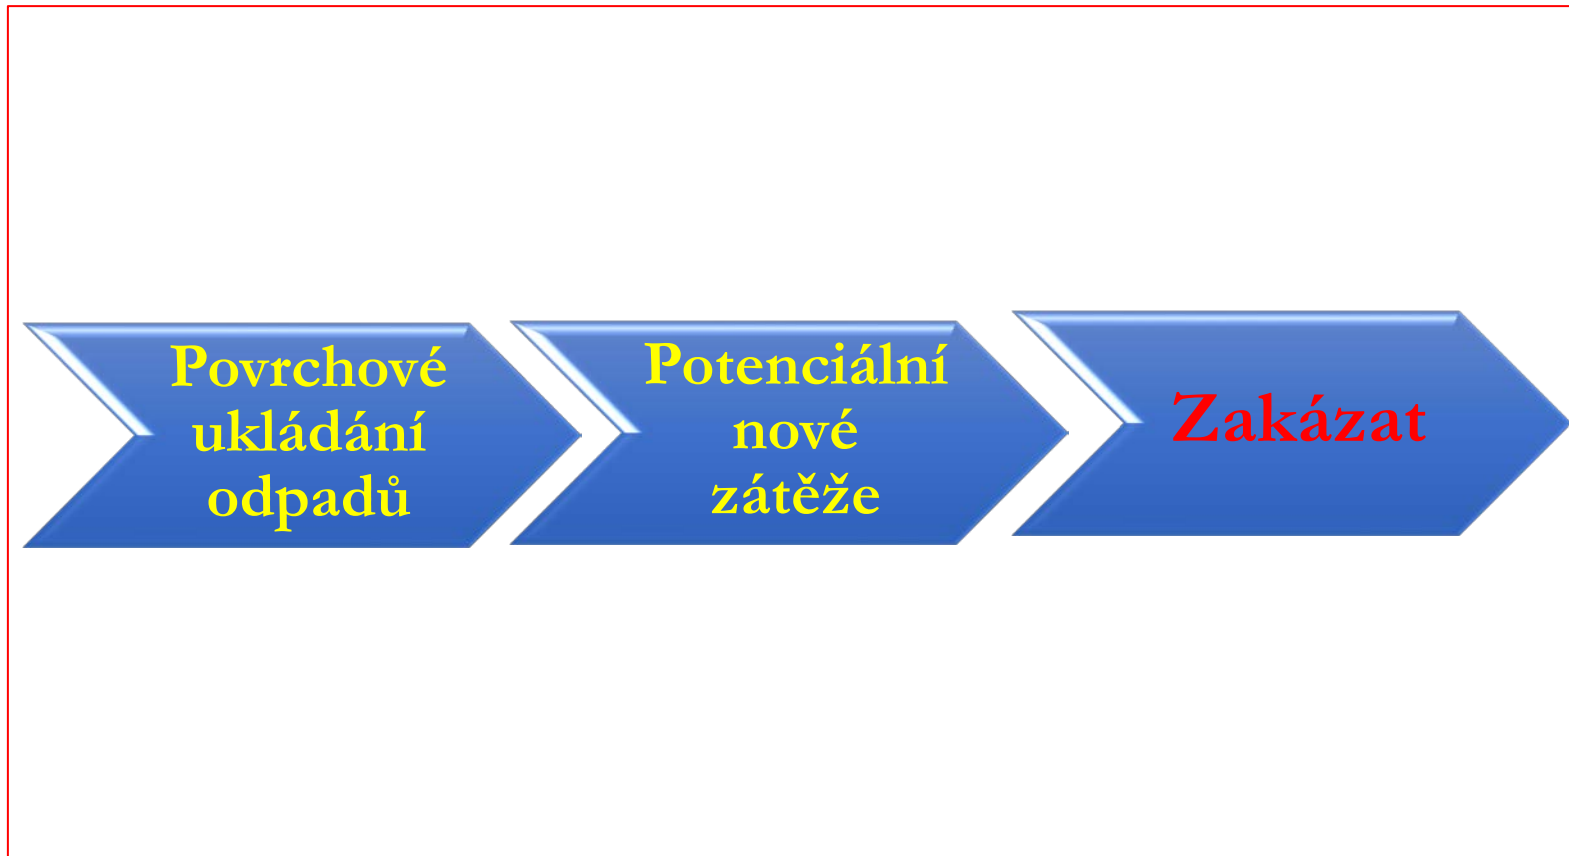 Povrchové
ukládání
odpadů
Potenciální
nové
zátěže
Zakázat